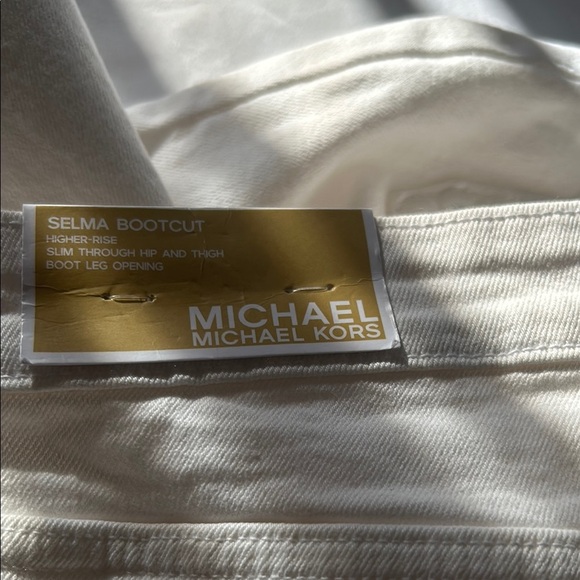 SELMA BOOTCUT
HIGHER-RISE
SLIM THROUGH HIP AND THIGH
BOOT LEG OPENING
MICHAEL
MICHAEL KORS